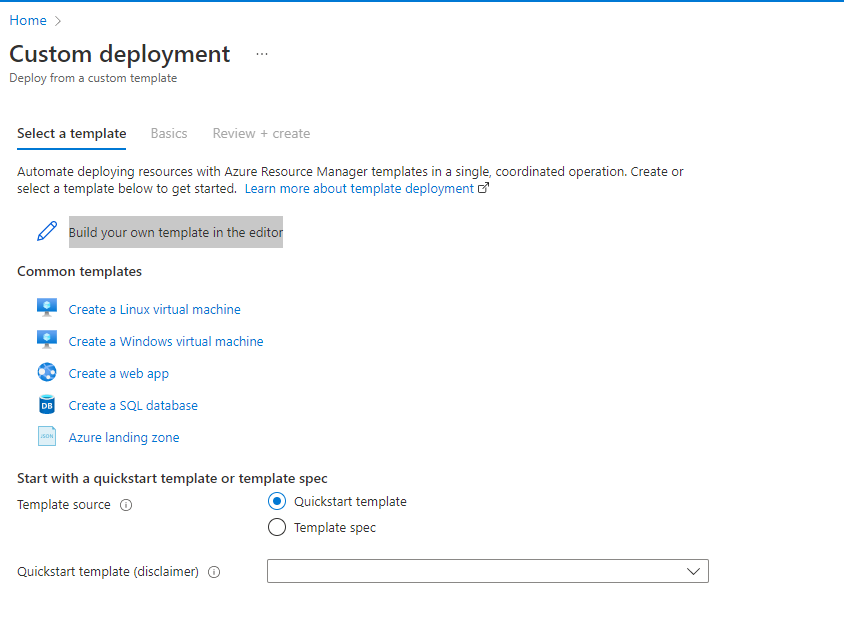 Home
Custom deployment ...
Deploy from a custom template
Select a template Basics Review + create
Automate deploying resources with Azure Resource Manager templates in a single, coordinated operation. Create or
select a template below to get started. Learn more about template deployment
Build your own template in the editor
Common templates
Create a Linux virtual machine
Create a Windows virtual machine
Create a web app
DB Create a SQL database
JSON Azure landing zone
Start with a quickstart template or template spec
Template source Quickstart template
Template spec
Quickstart template (disclaimer)